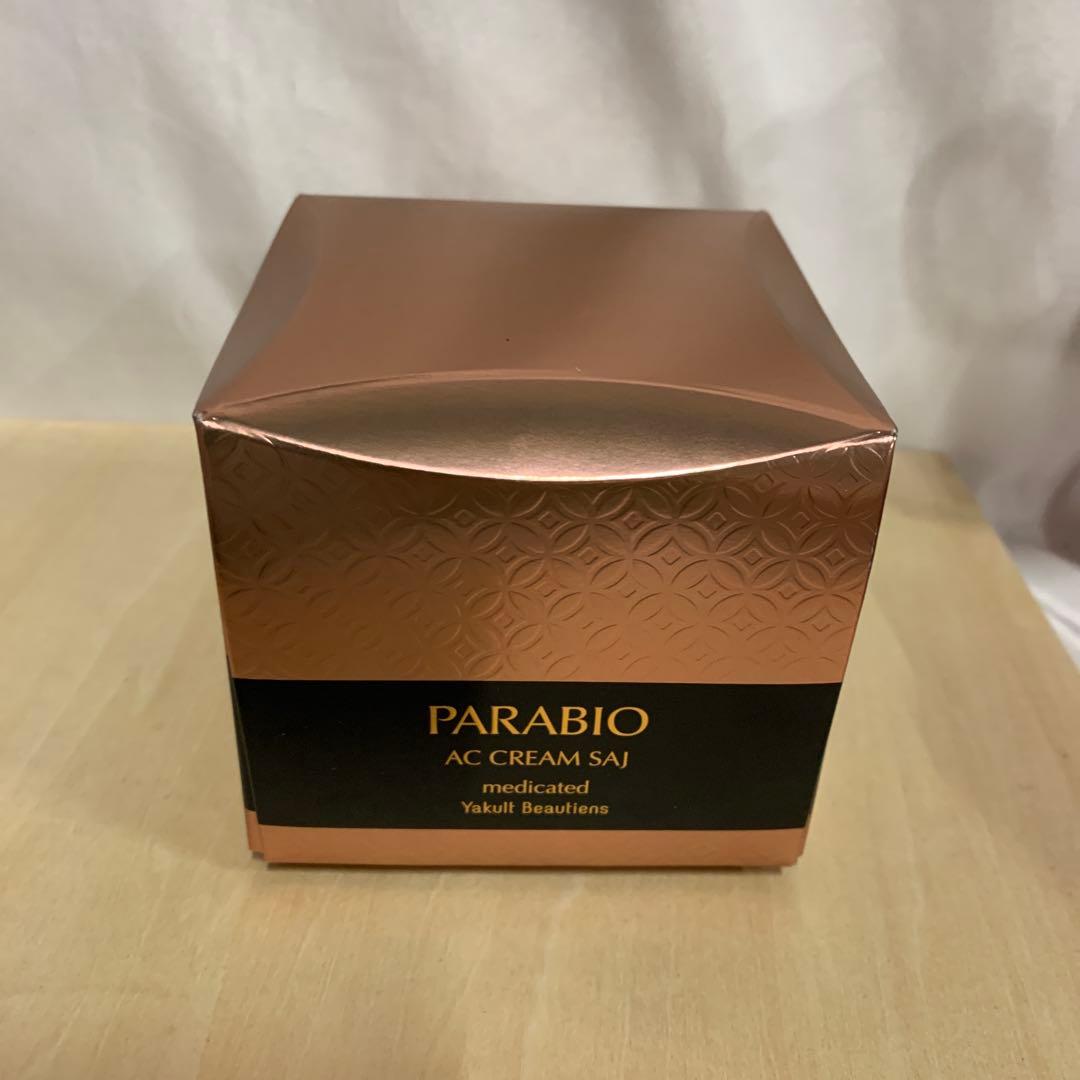 PARABIO
AC CREAM SAJ
medicated
Yakult Beautiens